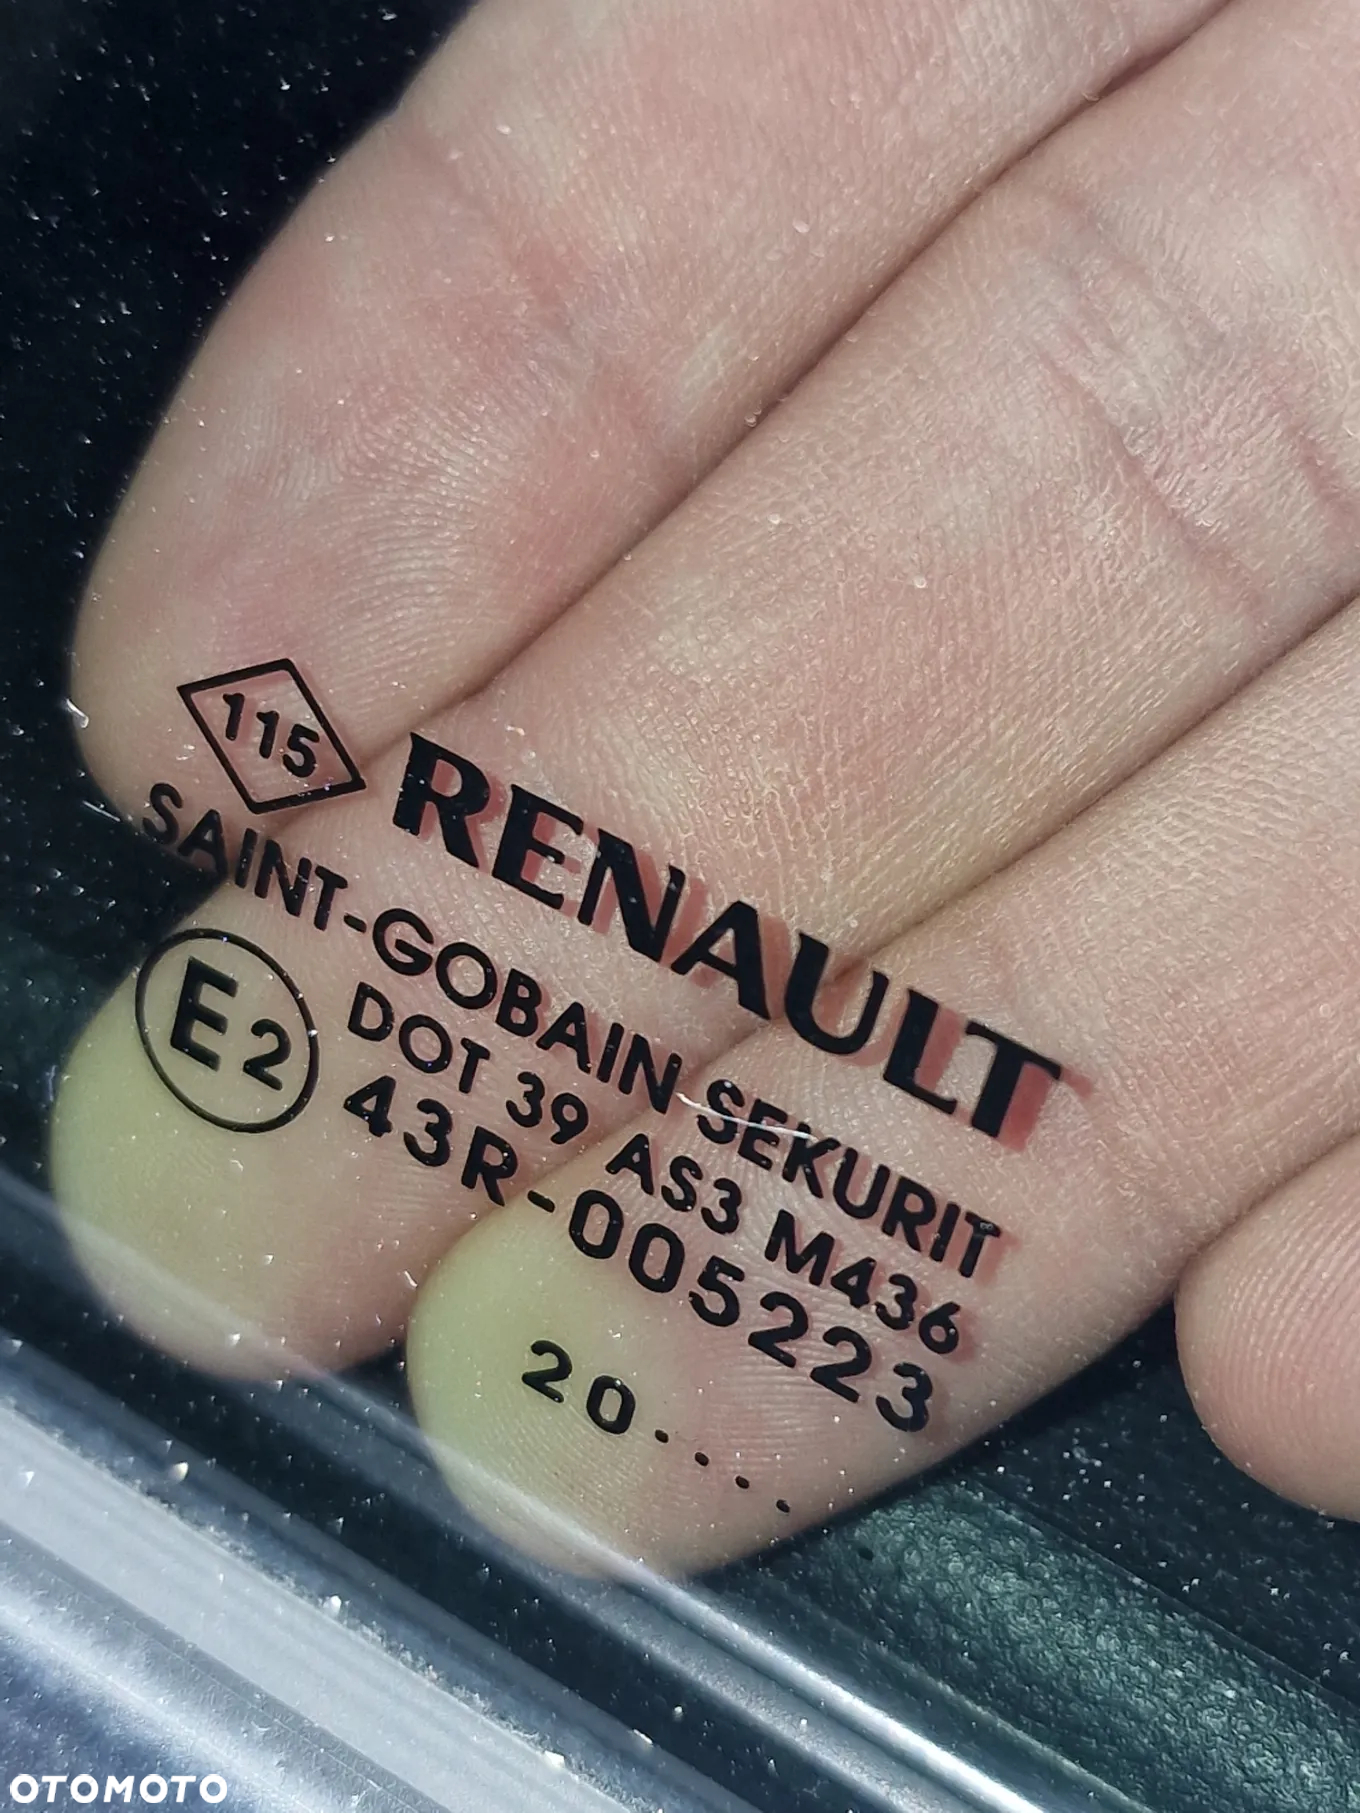 115 RENAULT
SAINT-GOBAIN SEKURIT
E2 DOT 39 AS3 M436
43R-005223
20....
OTOMOTO